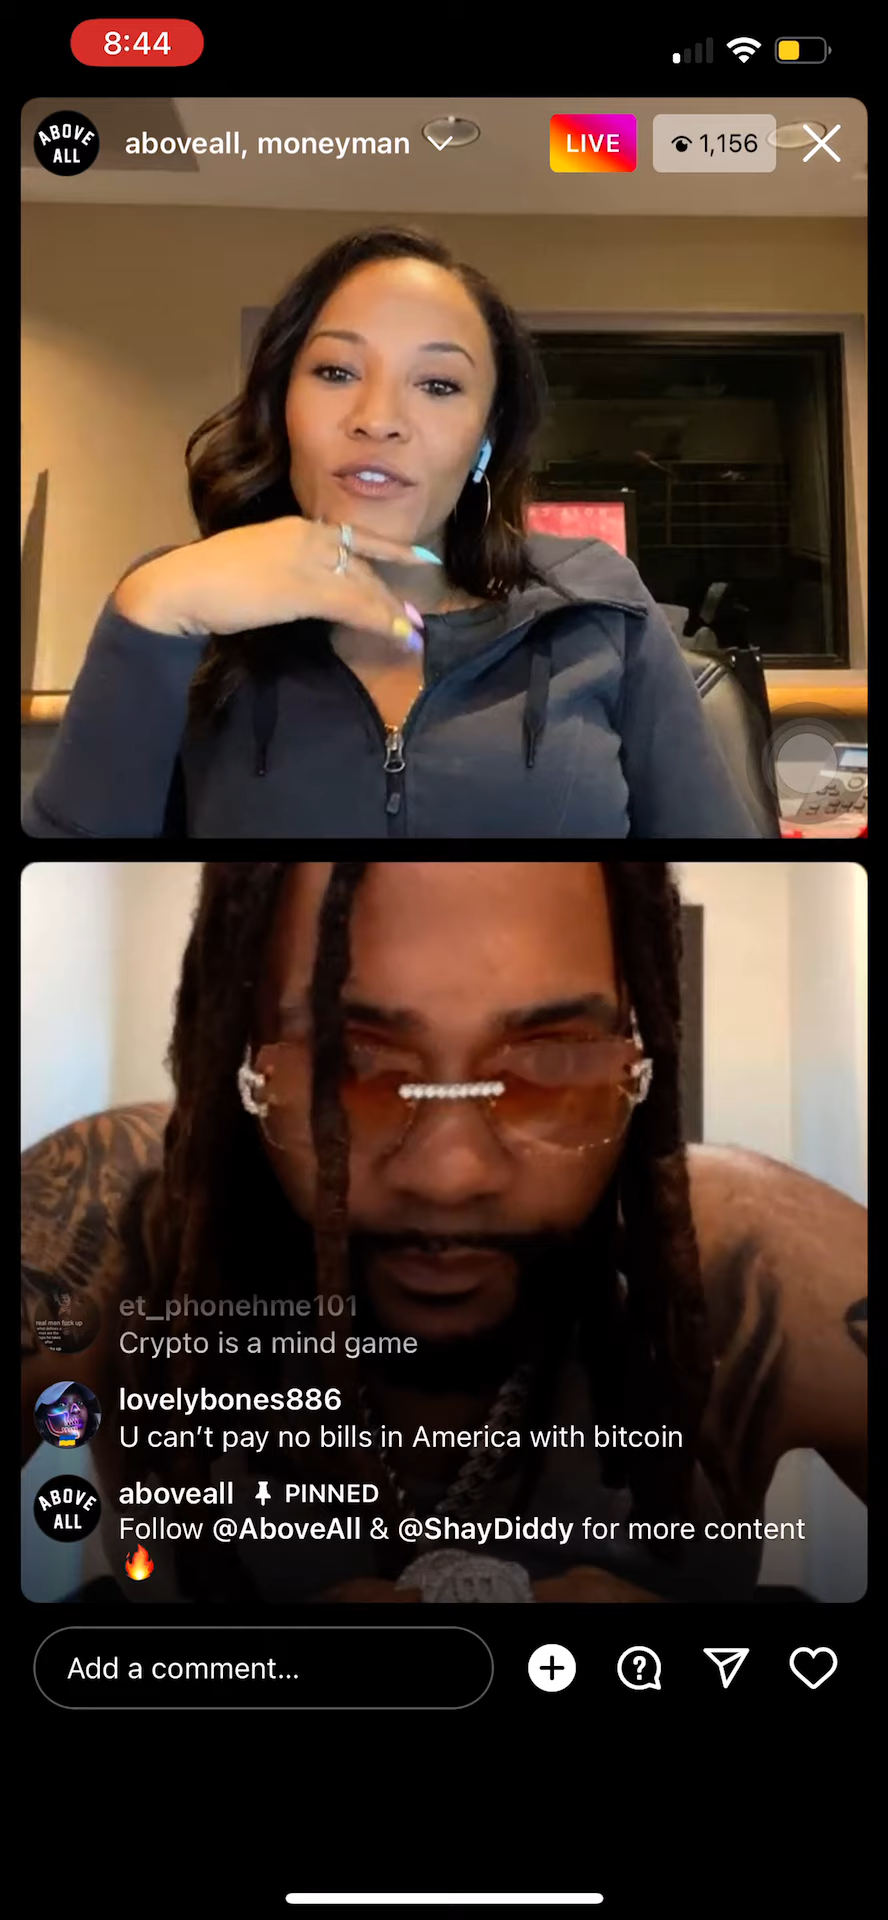 8:44
ABOVE
ALL
aboveall, moneyman
LIVE
1,156
et_phonehme101
Crypto is a mind game
lovelybones886
U can’t pay no bills in America with bitcoin
ABOVE
ALL
aboveall PINNED
Follow @AboveAll & @ShayDiddy for more content
🔥
Add a comment...